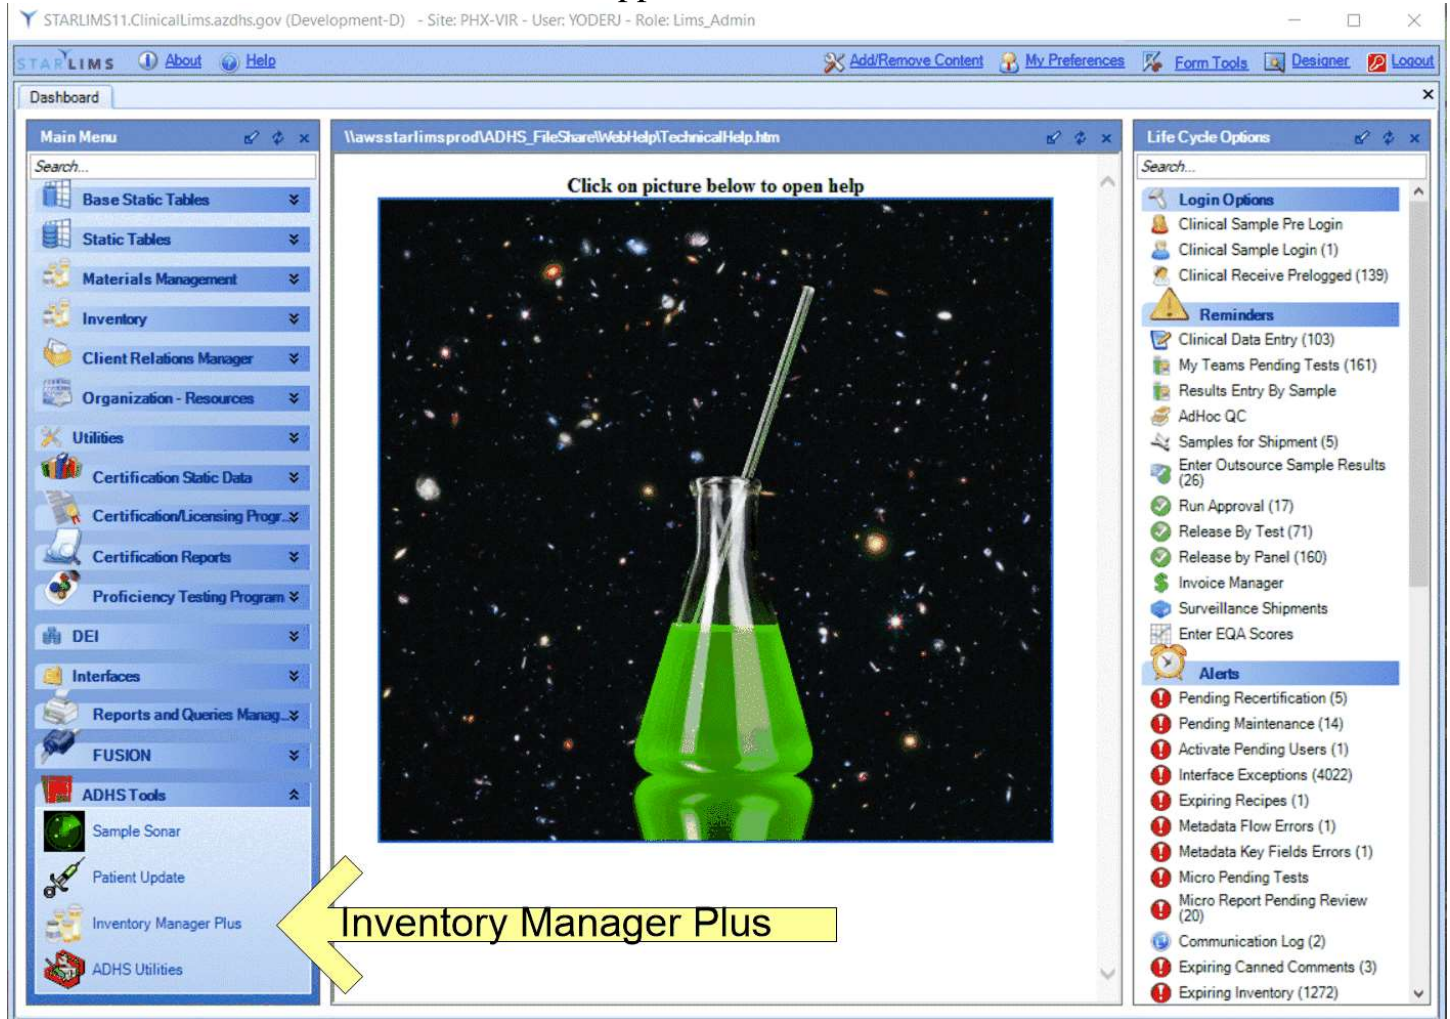 STARLIMS11.ClinicalLims.azdhs.gov (Development-D) - Site: PHX-VIR - User: YODERJ - Role: Lims_Admin
STARLIMS About Help Add/Remove Content My Preferences Form Tools Designer Logout
Dashboard
Main Menu
Search...
Base Static Tables
Static Tables
Materials Management
Inventory
Client Relations Manager
Organization - Resources
Utilities
Certification Static Data
Certification/Licensing Progr...
Certification Reports
Proficiency Testing Program
DEI
Interfaces
Reports and Queries Manag...
FUSION
ADHS Tools
Sample Sonar
Patient Update
Inventory Manager Plus
ADHS Utilities
\\awsstarlimsprod\ADHS_FileShare\WebHelp\TechnicalHelp.htm
Click on picture below to open help
Inventory Manager Plus
Life Cycle Options
Search...
Login Options
Clinical Sample Pre Login
Clinical Sample Login (1)
Clinical Receive Prelogged (139)
Reminders
Clinical Data Entry (103)
My Teams Pending Tests (161)
Results Entry By Sample
AdHoc QC
Samples for Shipment (5)
Enter Outsource Sample Results
(26)
Run Approval (17)
Release By Test (71)
Release by Panel (160)
Invoice Manager
Surveillance Shipments
Enter EQA Scores
Alerts
Pending Recertification (5)
Pending Maintenance (14)
Activate Pending Users (1)
Interface Exceptions (4022)
Expiring Recipes (1)
Metadata Flow Errors (1)
Metadata Key Fields Errors (1)
Micro Pending Tests
Micro Report Pending Review
(20)
Communication Log (2)
Expiring Canned Comments (3)
Expiring Inventory (1272)